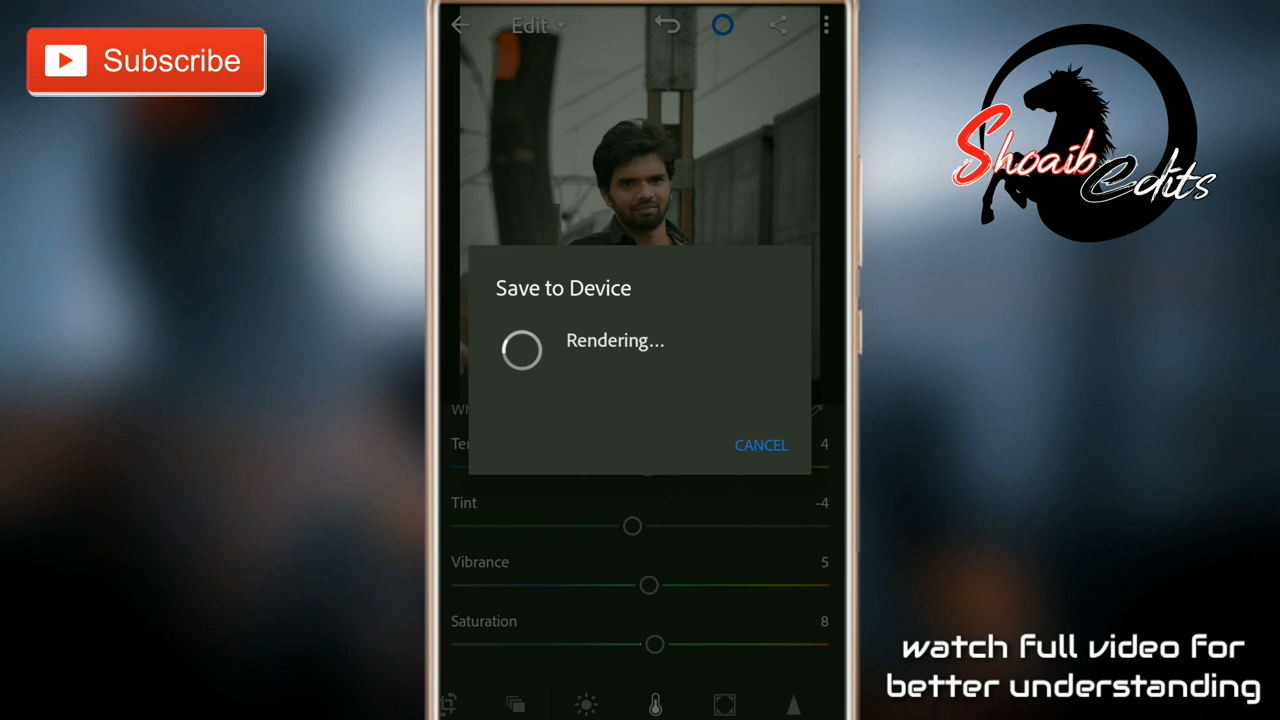 Subscribe
Edit
Shoaib
edits
Save to Device
Rendering...
CANCEL
4
Tint
-4
Vibrance
5
Saturation
8
watch full video for
better understanding